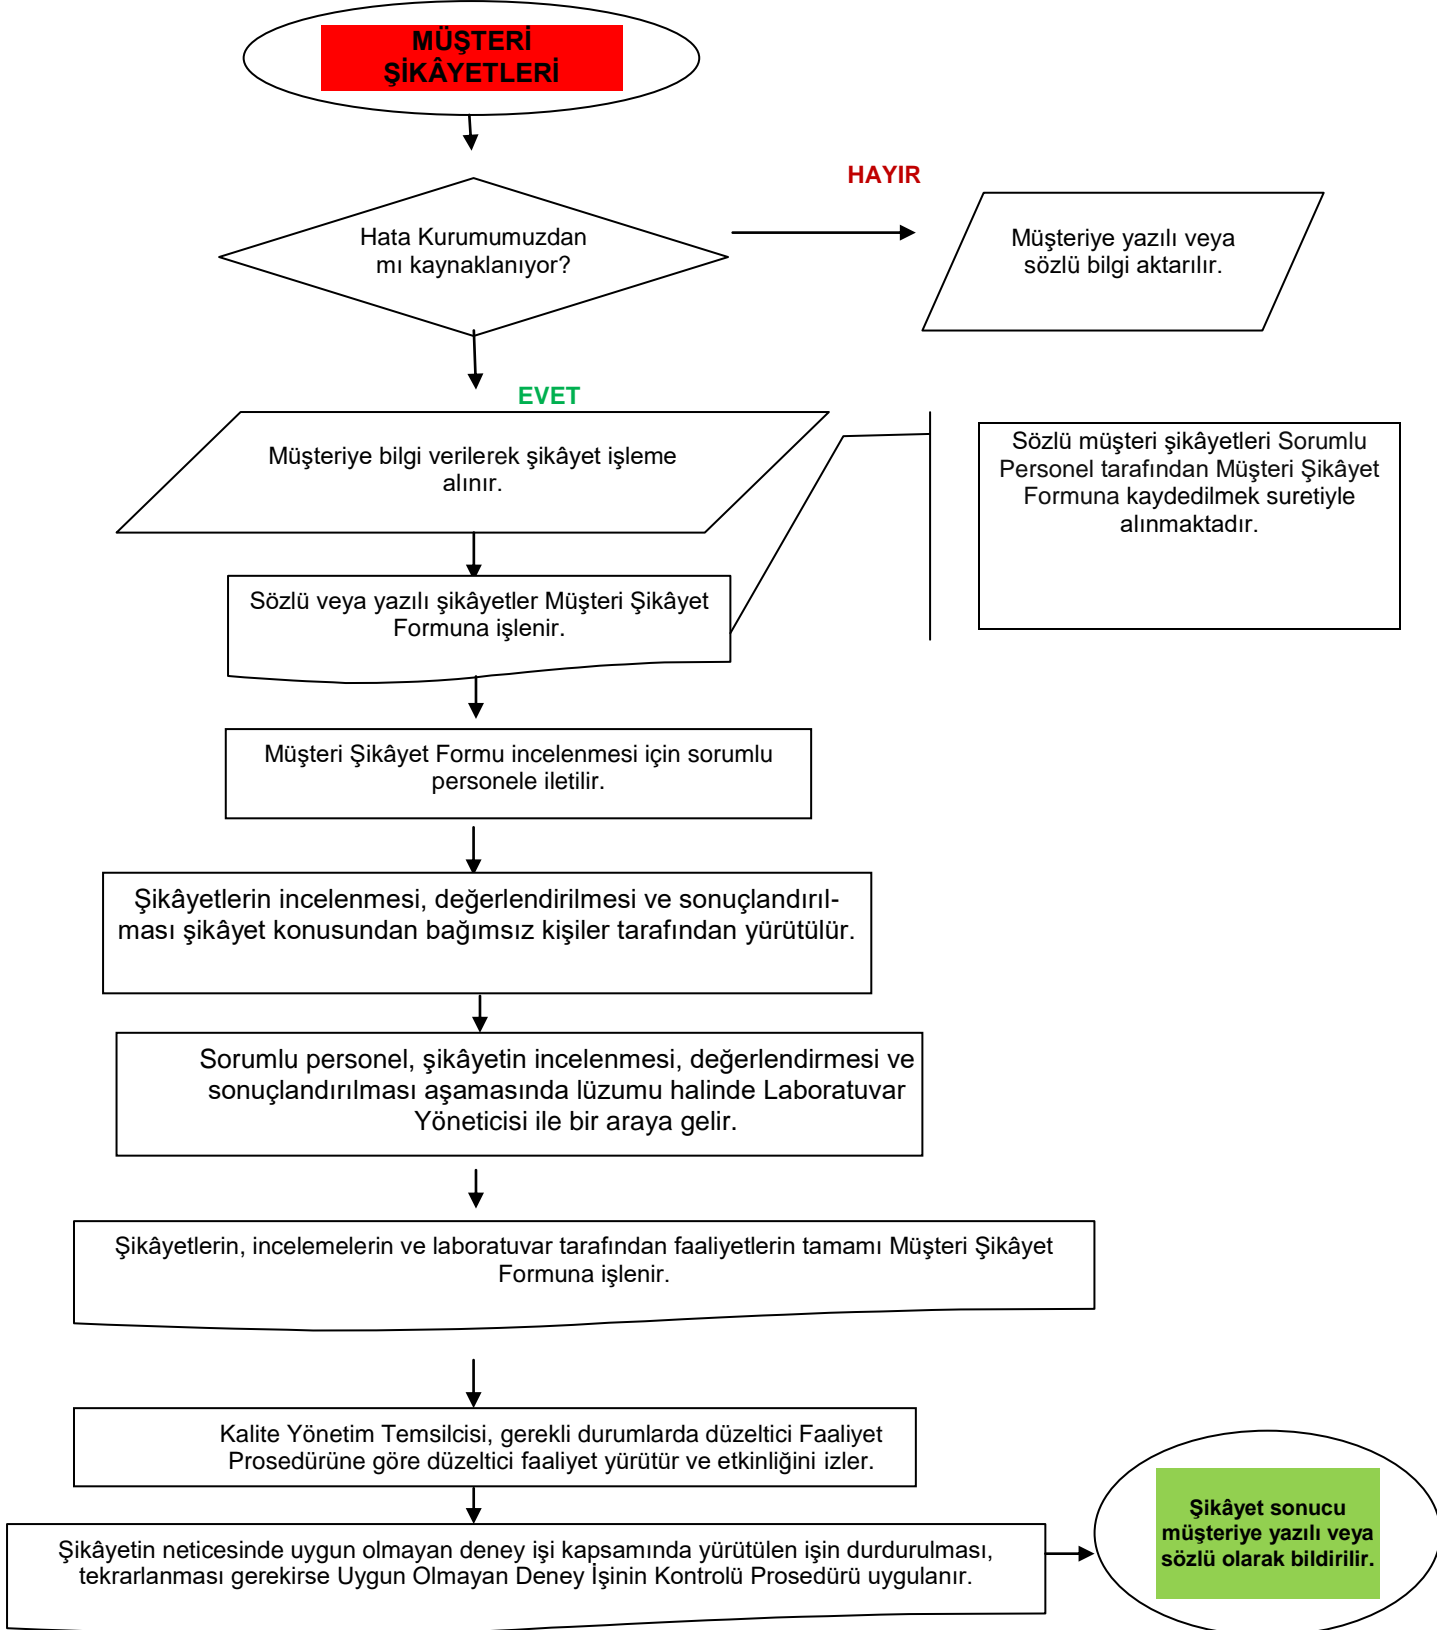 MÜŞTERİ
ŞİKÂYETLERİ
HAYIR
Hata Kurumumuzdan
mı kaynaklanıyor?
Müşteriye yazılı veya
sözlü bilgi aktarılır.
EVET
Müşteriye bilgi verilerek şikâyet işleme
alınır.
Sözlü müşteri şikâyetleri Sorumlu
Personel tarafından Müşteri Şikâyet
Formuna kaydedilmek suretiyle
alınmaktadır.
Sözlü veya yazılı şikâyetler Müşteri Şikâyet
Formuna işlenir.
Müşteri Şikâyet Formu incelenmesi için sorumlu
personele iletilir.
Şikâyetlerin incelenmesi, değerlendirilmesi ve sonuçlandırıl-
ması şikâyet konusundan bağımsız kişiler tarafından yürütülür.
Sorumlu personel, şikâyetin incelenmesi, değerlendirmesi ve
sonuçlandırılması aşamasında lüzumu halinde Laboratuvar
Yöneticisi ile bir araya gelir.
Şikâyetlerin, incelemelerin ve laboratuvar tarafından faaliyetlerin tamamı Müşteri Şikâyet
Formuna işlenir.
Kalite Yönetim Temsilcisi, gerekli durumlarda düzeltici Faaliyet
Prosedürüne göre düzeltici faaliyet yürütür ve etkinliğini izler.
Şikâyetin neticesinde uygun olmayan deney işi kapsamında yürütülen işin durdurulması,
tekrarlanması gerekirse Uygun Olmayan Deney İşinin Kontrolü Prosedürü uygulanır.
Şikâyet sonucu
müşteriye yazılı veya
sözlü olarak bildirilir.